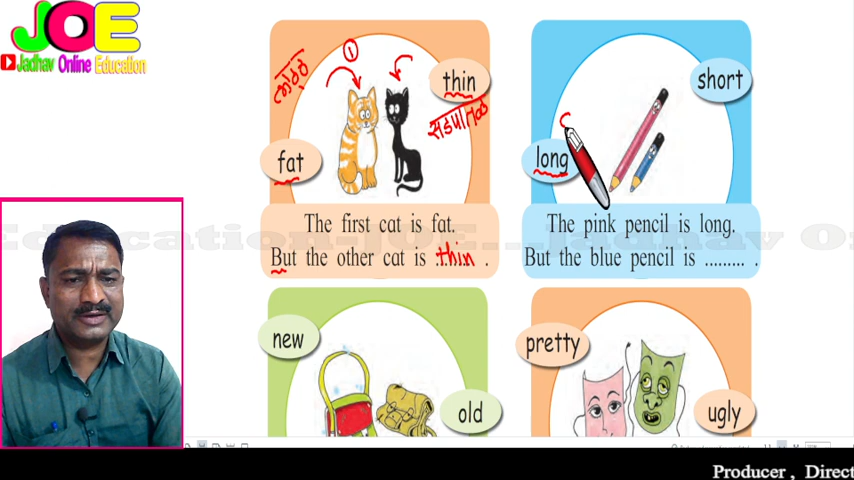 JOE
Jadhav Online Education
1
thin
सडपातळ
fat
The first cat is fat.
But the other cat is thin .
short
long
The pink pencil is long.
But the blue pencil is ......... .
new
old
pretty
ugly
Producer , Direct